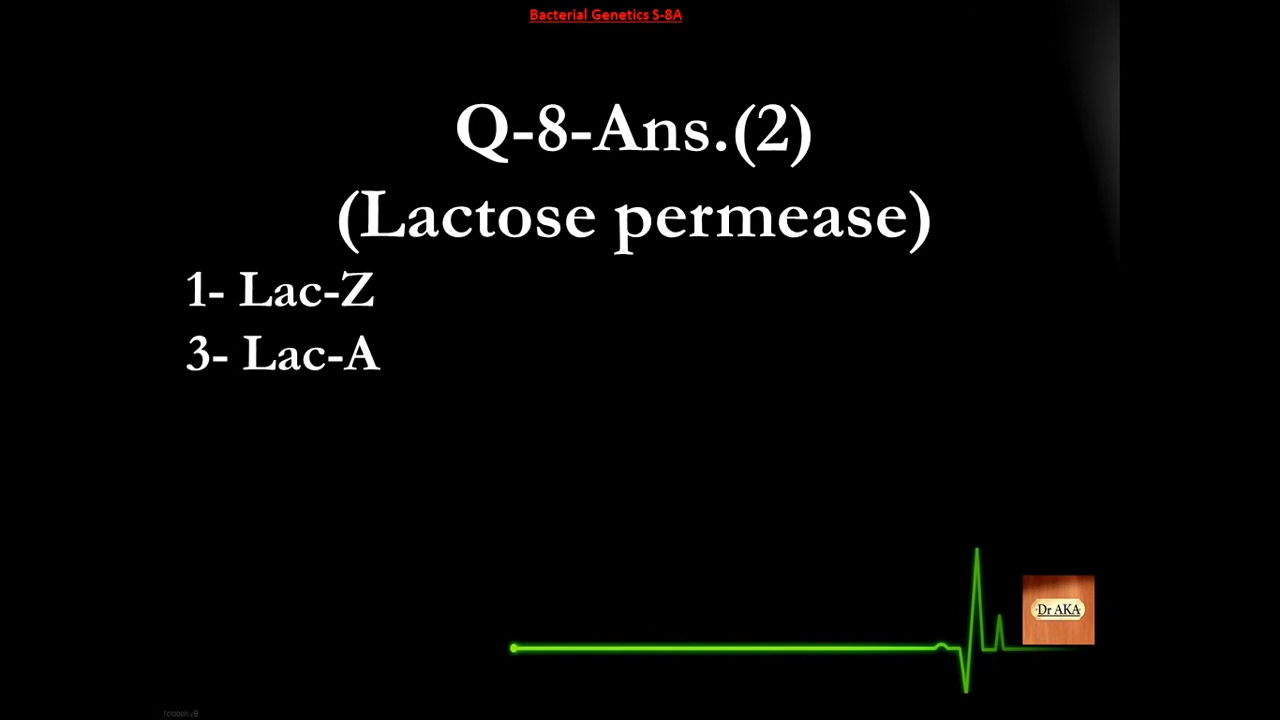 Bacterial Genetics S-8A
Q-8-Ans.(2)
(Lactose permease)
1- Lac-Z
3- Lac-A
Dr AKA